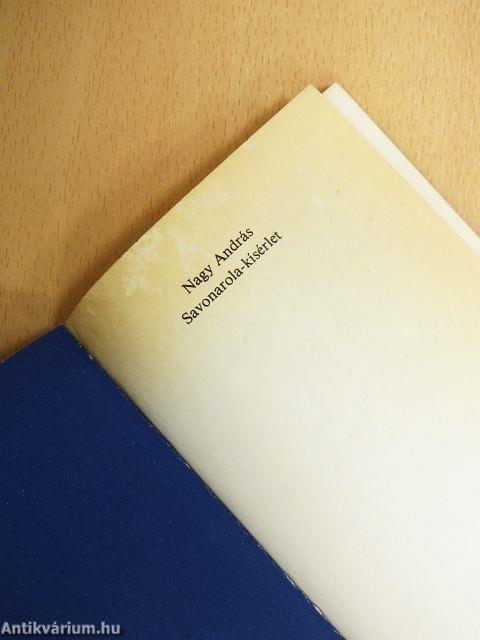 Nagy András
Savonarola-kísérlet
Antikvárium.hu